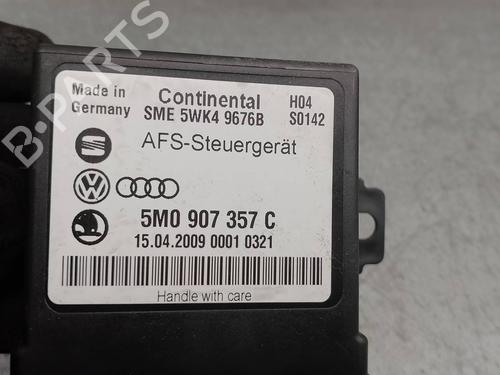 Made in
Germany
Continental
SME 5WK4 9676B
H04
S0142
AFS-Steuergerät
5M0 907 357 C
15.04.2009 0001 0321
Handle with care
B-PARTS